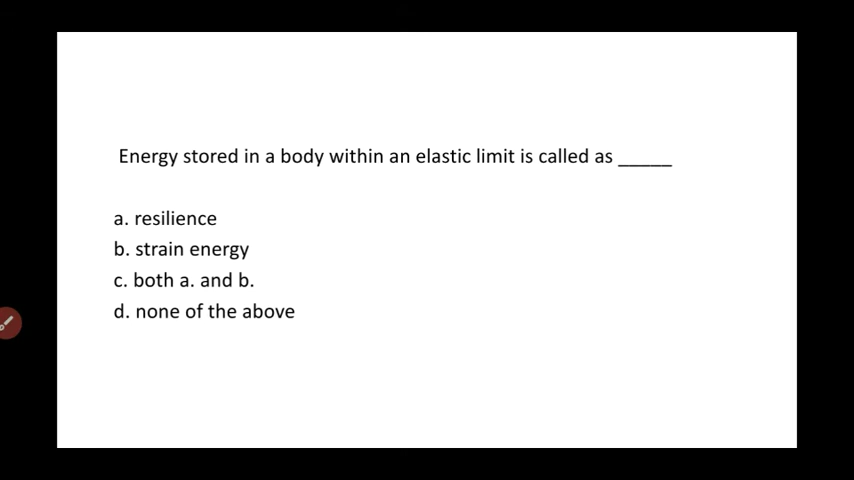 Energy stored in a body within an elastic limit is called as _____
a. resilience
b. strain energy
c. both a. and b.
d. none of the above